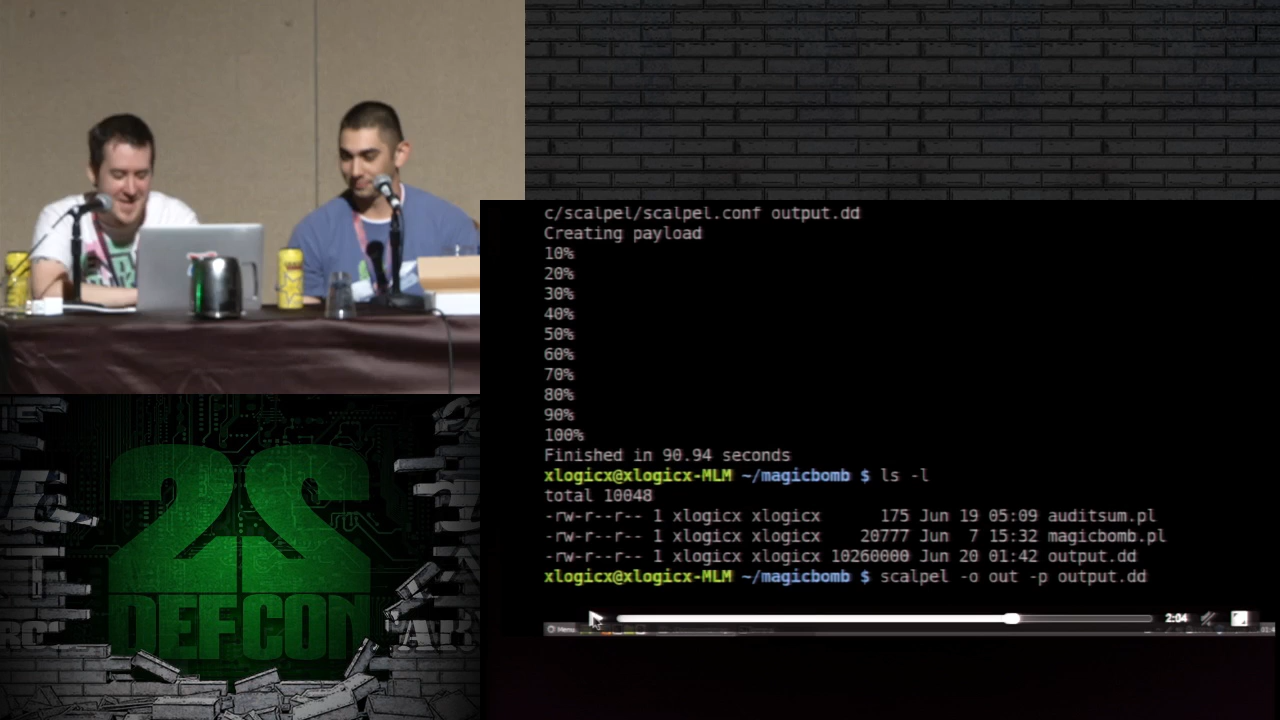 c/scalpel/scalpel.conf output.dd
Creating payload
10%
20%
30%
40%
50%
60%
70%
80%
90%
100%
Finished in 90.94 seconds
xlogicx@xlogicx-MLM ~/magicbomb $ ls -l
total 10048
-rw-r--r-- 1 xlogicx xlogicx      175 Jun 19 05:09 auditsum.pl
-rw-r--r-- 1 xlogicx xlogicx    20777 Jun  7 15:32 magicbomb.pl
-rw-r--r-- 1 xlogicx xlogicx 10260000 Jun 20 01:42 output.dd
xlogicx@xlogicx-MLM ~/magicbomb $ scalpel -o out -p output.dd
2:04
Menu
22
DEFCON